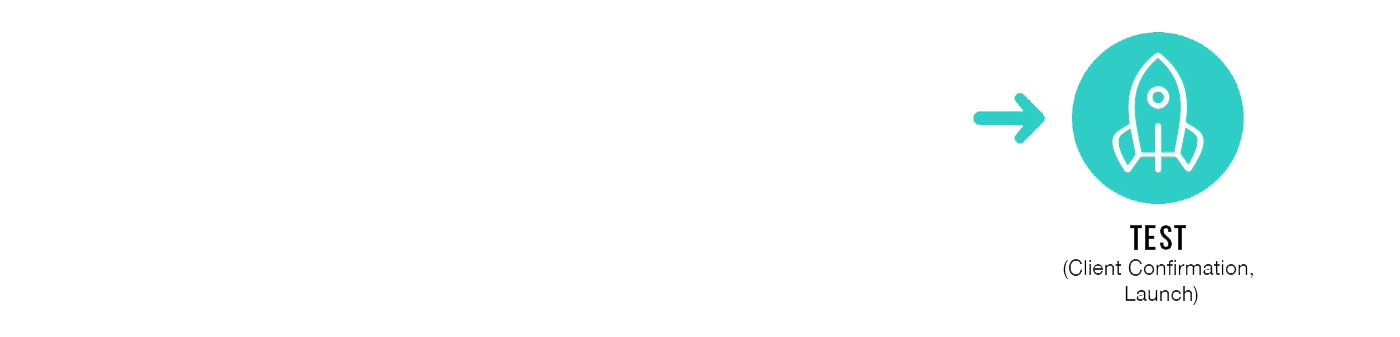 TEST
(Client Confirmation,
Launch)